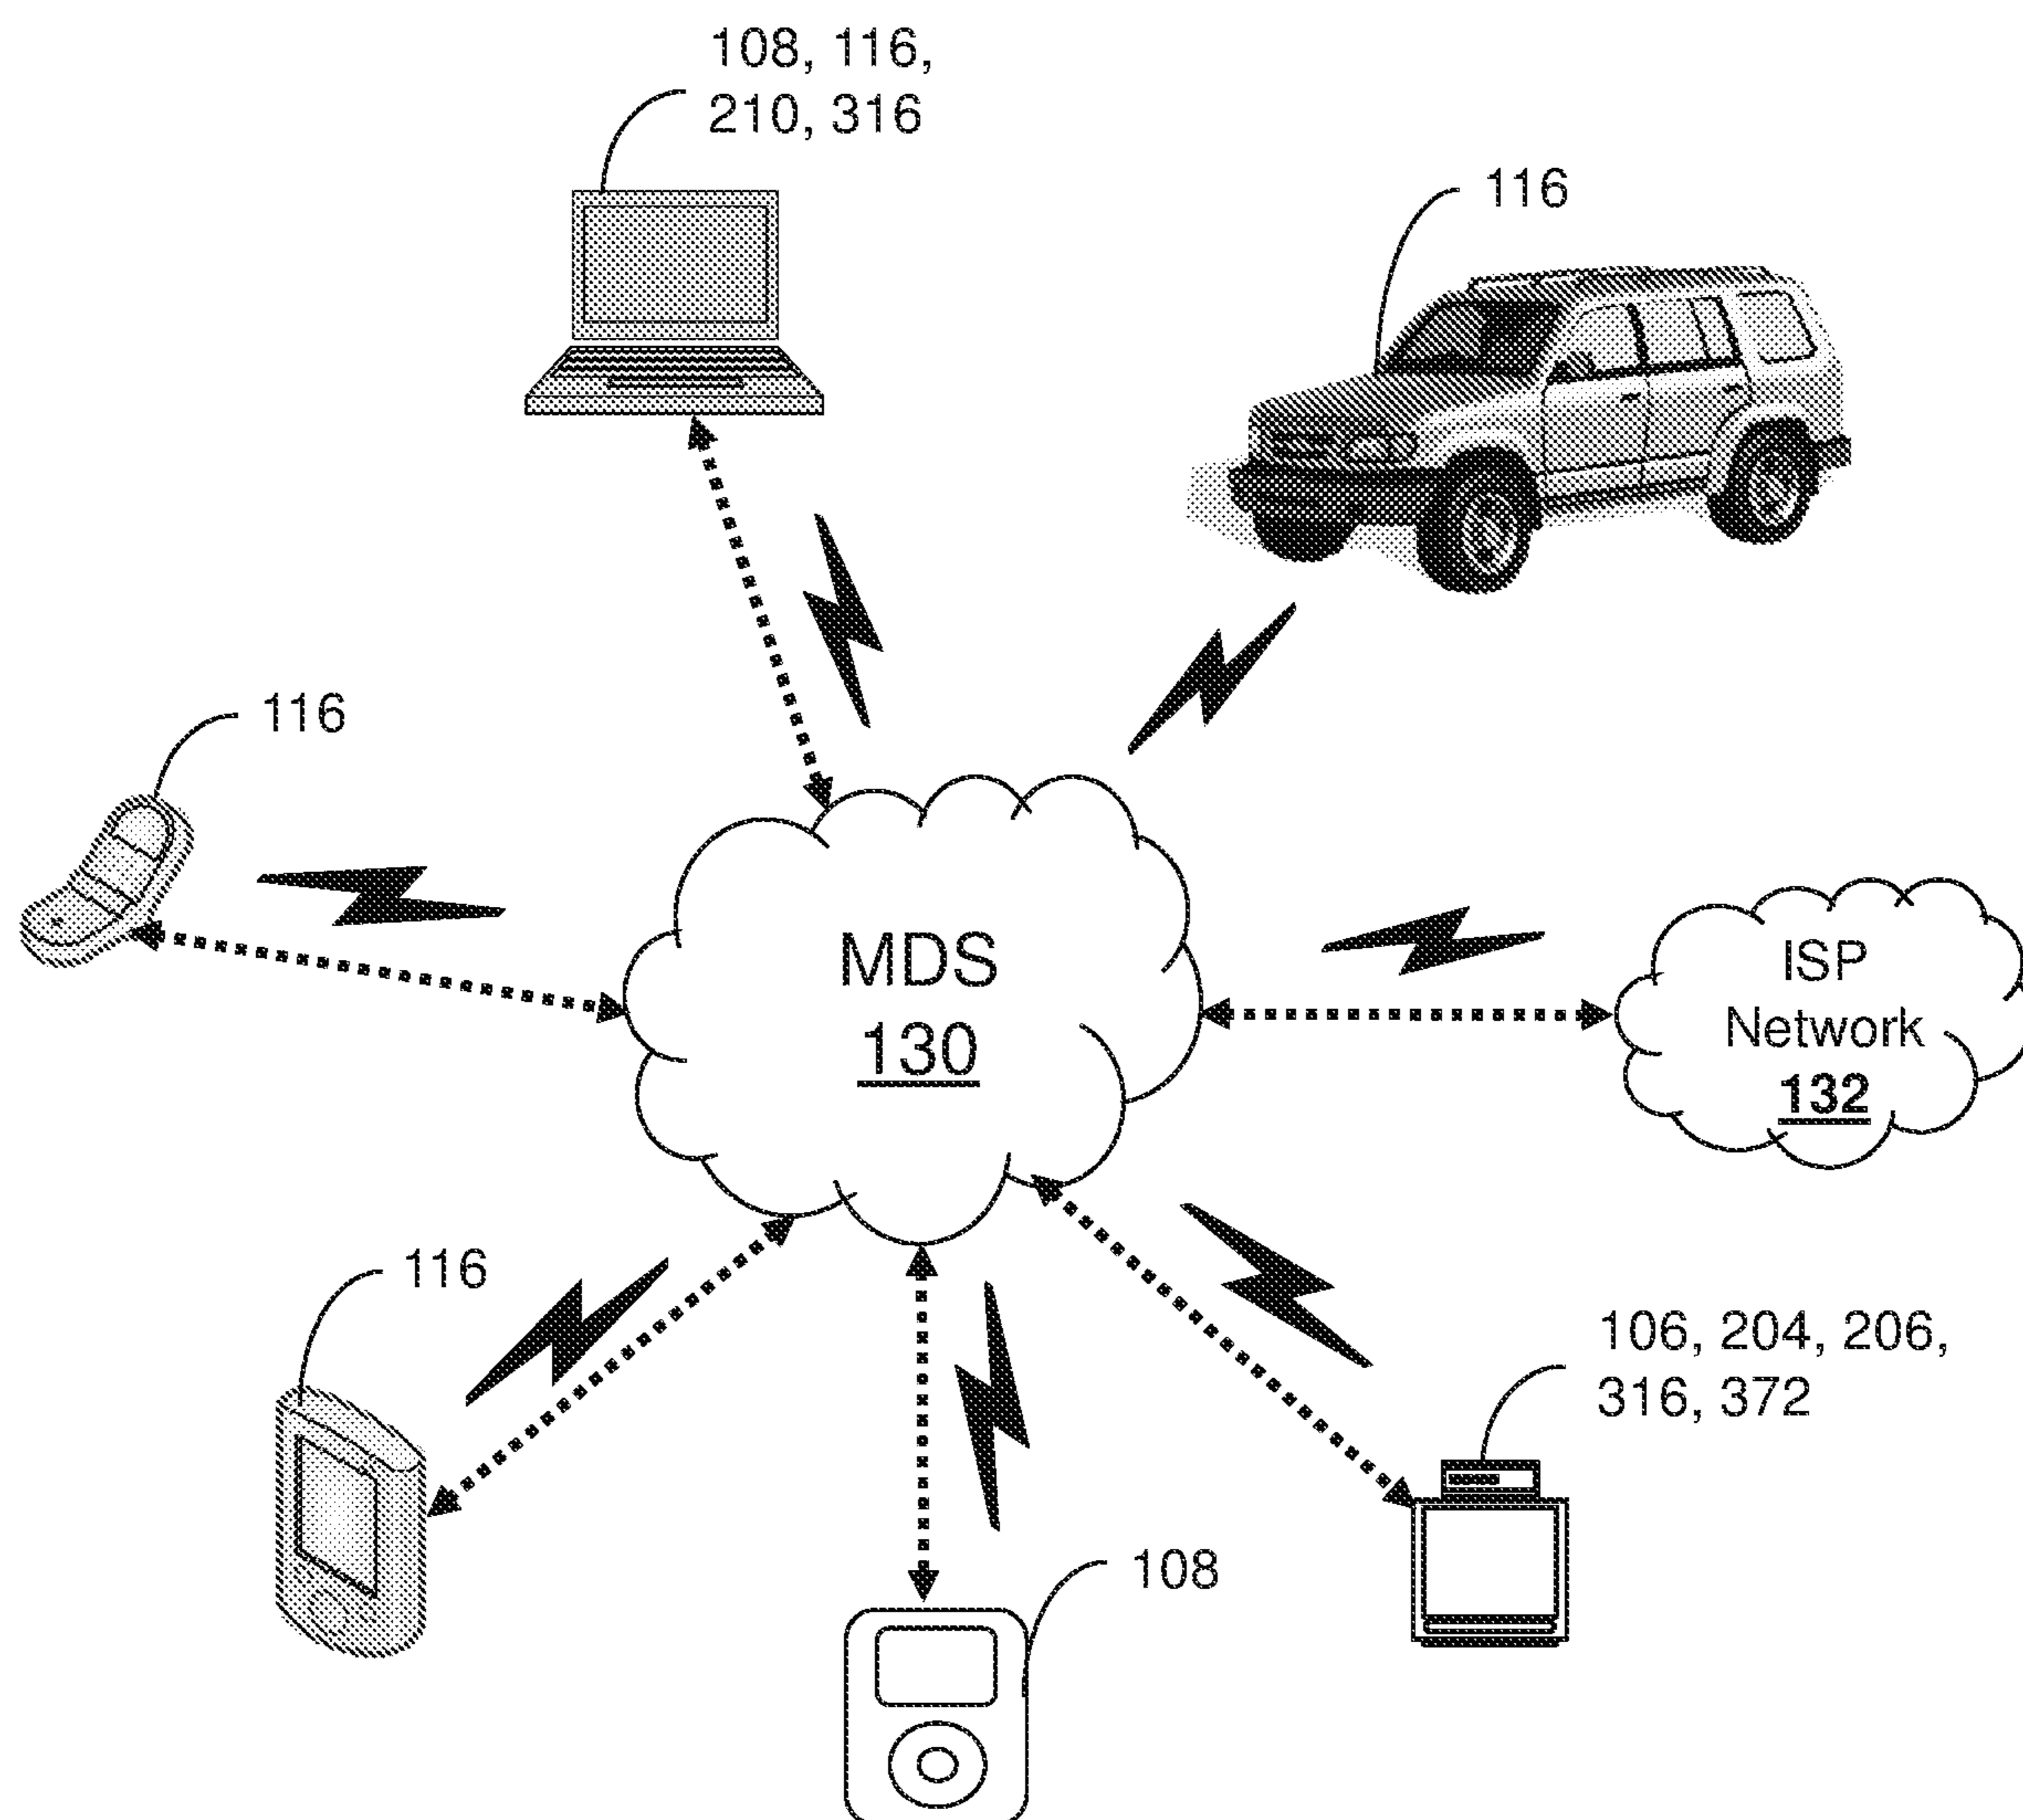 108, 116,
210, 316
116
116
MDS
130
ISP
Network
132
116
106, 204, 206,
316, 372
108